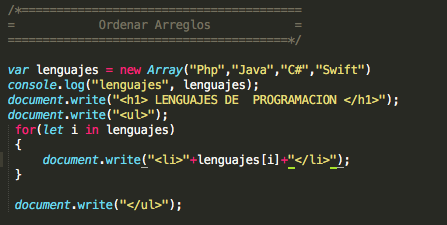 /*=======================================
=            Ordenar Arreglos            =
=======================================*/
var lenguajes = new Array("Php","Java","C#","Swift")
console.log("lenguajes", lenguajes);
document.write("<h1> LENGUAJES DE  PROGRAMACION </h1>");
document.write("<ul>");
for(let i in lenguajes)
{
document.write("<li>"+lenguajes[i]+"</li>");
}
document.write("</ul>");